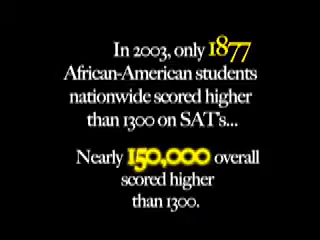 In 2003, only 1877
African-American students
nationwide scored higher
than 1300 on SAT's...
Nearly 150,000 overall
scored higher
than 1300.